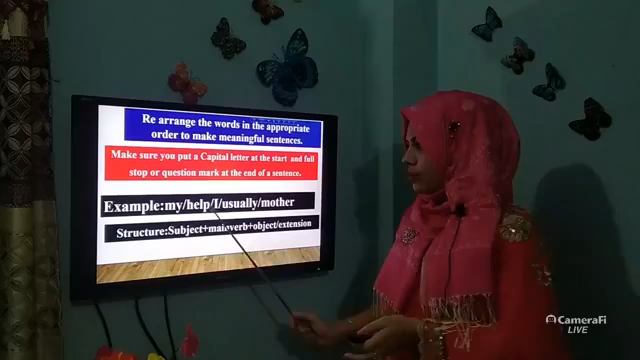 Re arrange the words in the appropriate
order to make meaningful sentences.
Make sure you put a Capital letter at the start and full
stop or question mark at the end of a sentence.
Example:my/help/I/usually/mother
Structure:Subject+main verb+object/extension
CameraFi
LIVE